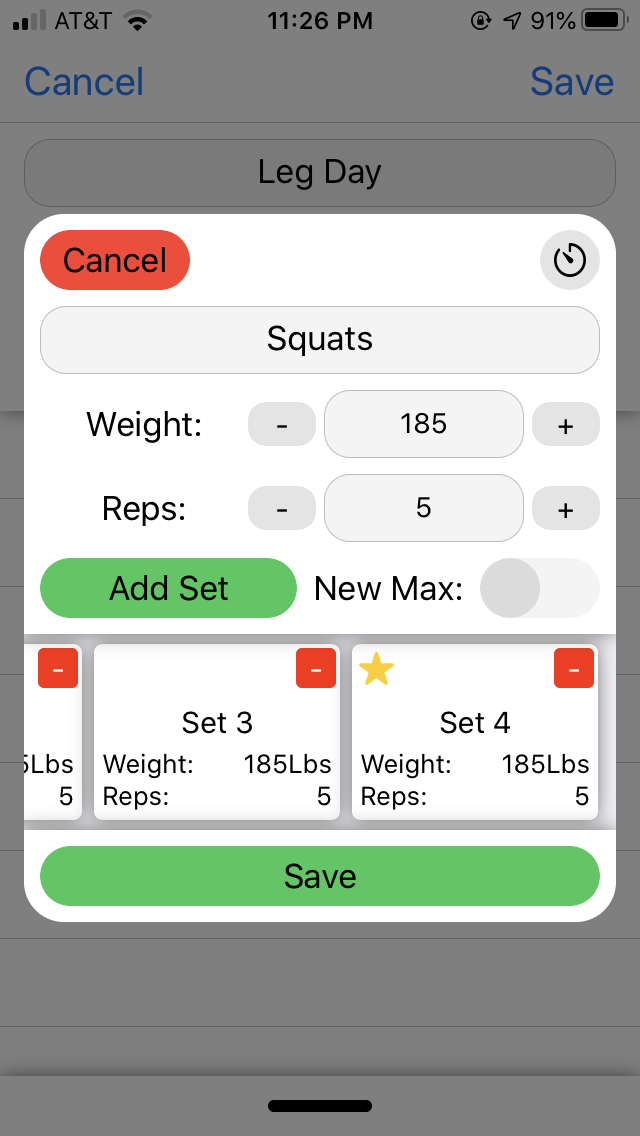 AT&T 11:26 PM 91%
Cancel Save
Leg Day
Cancel
Squats
Weight: - 185 +
Reps: - 5 +
Add Set New Max:
- - -
Set 3 Set 4
5Lbs Weight: 185Lbs Weight: 185Lbs
5 Reps: 5 Reps: 5
Save